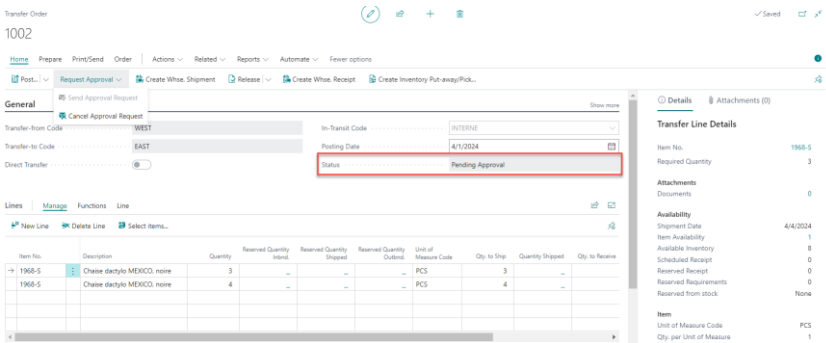 Transfer Order
Saved
1002
Home Prepare Print/Send Order Actions Related Reports Automate Fewer options
Post... Request Approval Create Whse. Shipment Release Create Whse. Receipt Create Inventory Put-away/Pick...
Send Approval Request
Cancel Approval Request
General Show more
Transfer-from Code WEST In-Transit Code INTERNE
Transfer-to Code EAST Posting Date 4/1/2024
Direct Transfer Status Pending Approval
Lines Manage Functions Line
New Line Delete Line Select items...
Item No. Description Quantity Reserved Quantity Inbnd. Reserved Quantity Shipped Reserved Quantity Outbnd. Unit of Measure Code Qty. to Ship Quantity Shipped Qty. to Receive
1968-S Chaise dactylo MEXICO, noire 3 _ _ _ PCS 3 _
1968-S Chaise dactylo MEXICO, noire 4 _ _ _ PCS 4 _
Details Attachments (0)
Transfer Line Details
Item No. 1968-S
Required Quantity 3
Attachments
Documents 0
Availability
Shipment Date 4/4/2024
Item Availability 1
Available Inventory 8
Scheduled Receipt 0
Reserved Receipt 0
Reserved Requirements 0
Reserved from stock None
Item
Unit of Measure Code PCS
Qty. per Unit of Measure 1